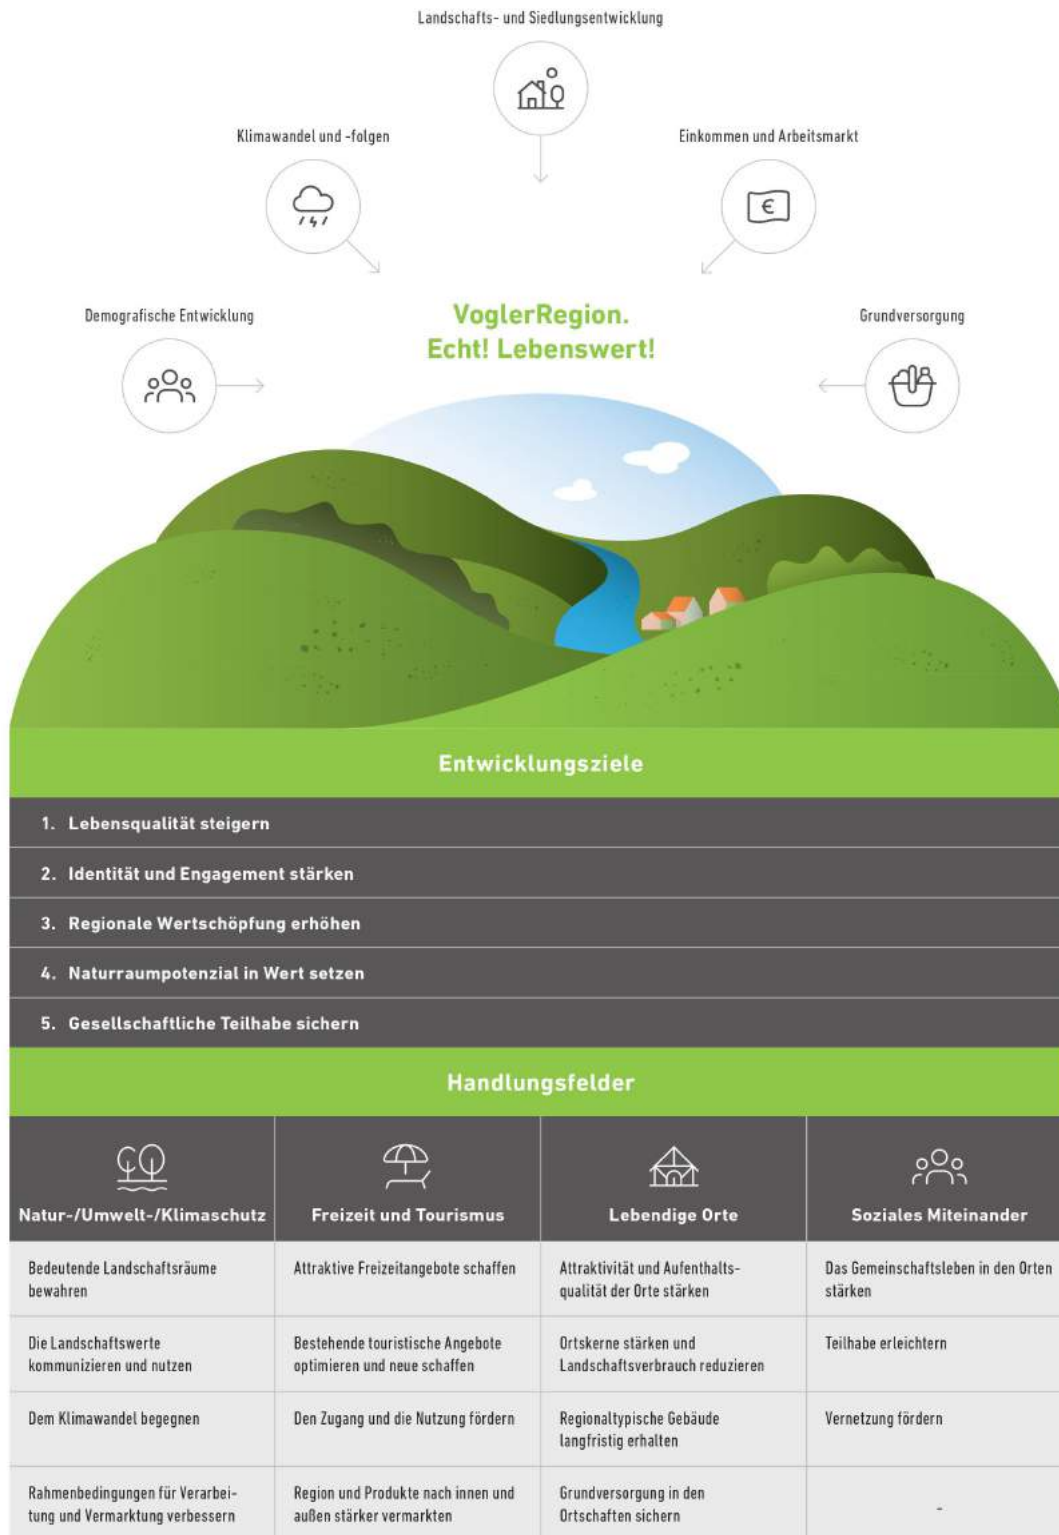 Landschafts- und Siedlungsentwicklung
Klimawandel und -folgen
Einkommen und Arbeitsmarkt
Demografische Entwicklung
VoglerRegion.
Echt! Lebenswert!
Grundversorgung
€
Entwicklungsziele
1. Lebensqualität steigern
2. Identität und Engagement stärken
3. Regionale Wertschöpfung erhöhen
4. Naturraumpotenzial in Wert setzen
5. Gesellschaftliche Teilhabe sichern
Handlungsfelder
Natur-/Umwelt-/Klimaschutz
Freizeit und Tourismus
Lebendige Orte
Soziales Miteinander
Bedeutende Landschaftsräume
bewahren
Attraktive Freizeitangebote schaffen
Attraktivität und Aufenthalts-
qualität der Orte stärken
Das Gemeinschaftsleben in den Orten
stärken
Die Landschaftswerte
kommunizieren und nutzen
Bestehende touristische Angebote
optimieren und neue schaffen
Ortskerne stärken und
Landschaftsverbrauch reduzieren
Teilhabe erleichtern
Dem Klimawandel begegnen
Den Zugang und die Nutzung fördern
Regionaltypische Gebäude
langfristig erhalten
Vernetzung fördern
Rahmenbedingungen für Verarbei-
tung und Vermarktung verbessern
Region und Produkte nach innen und
außen stärker vermarkten
Grundversorgung in den
Ortschaften sichern
-